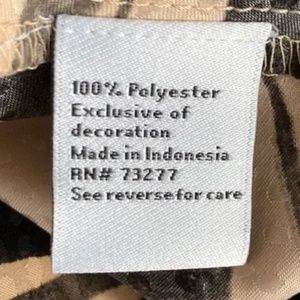 100% Polyester
Exclusive of
decoration
Made in Indonesia
RN# 73277
See reverse for care